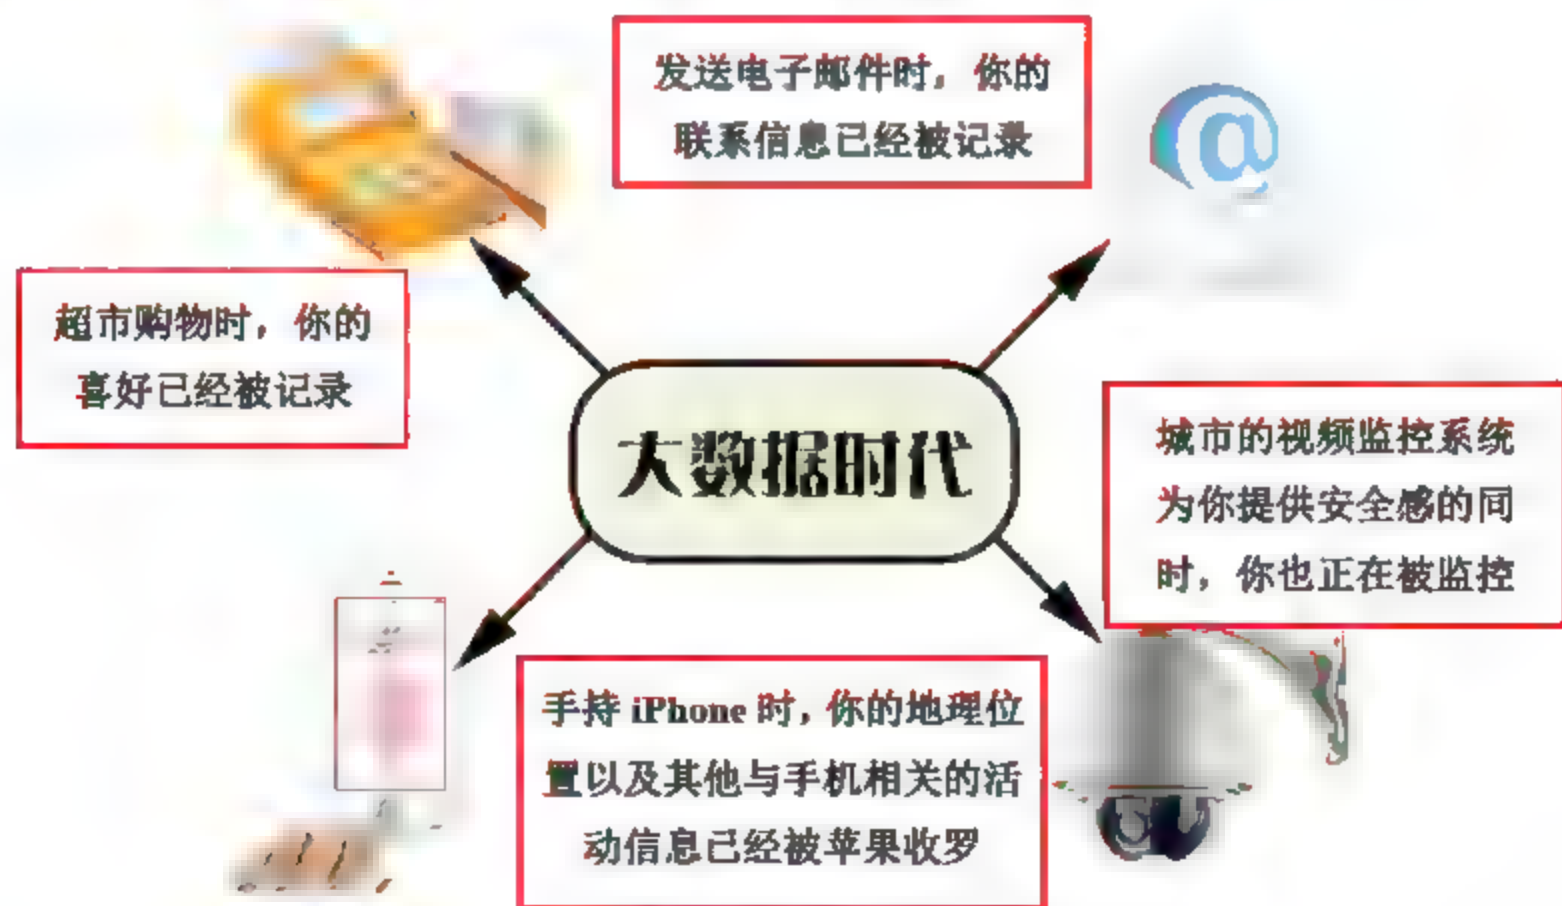 发送电子邮件时，你的
联系信息已经被记录
超市购物时，你的
喜好已经被记录
大数据时代
城市的视频监控系统
为你提供安全感的同
时，你也正在被监控
手持 iPhone 时，你的地理位
置以及其他与手机相关的活
动信息已经被苹果收罗